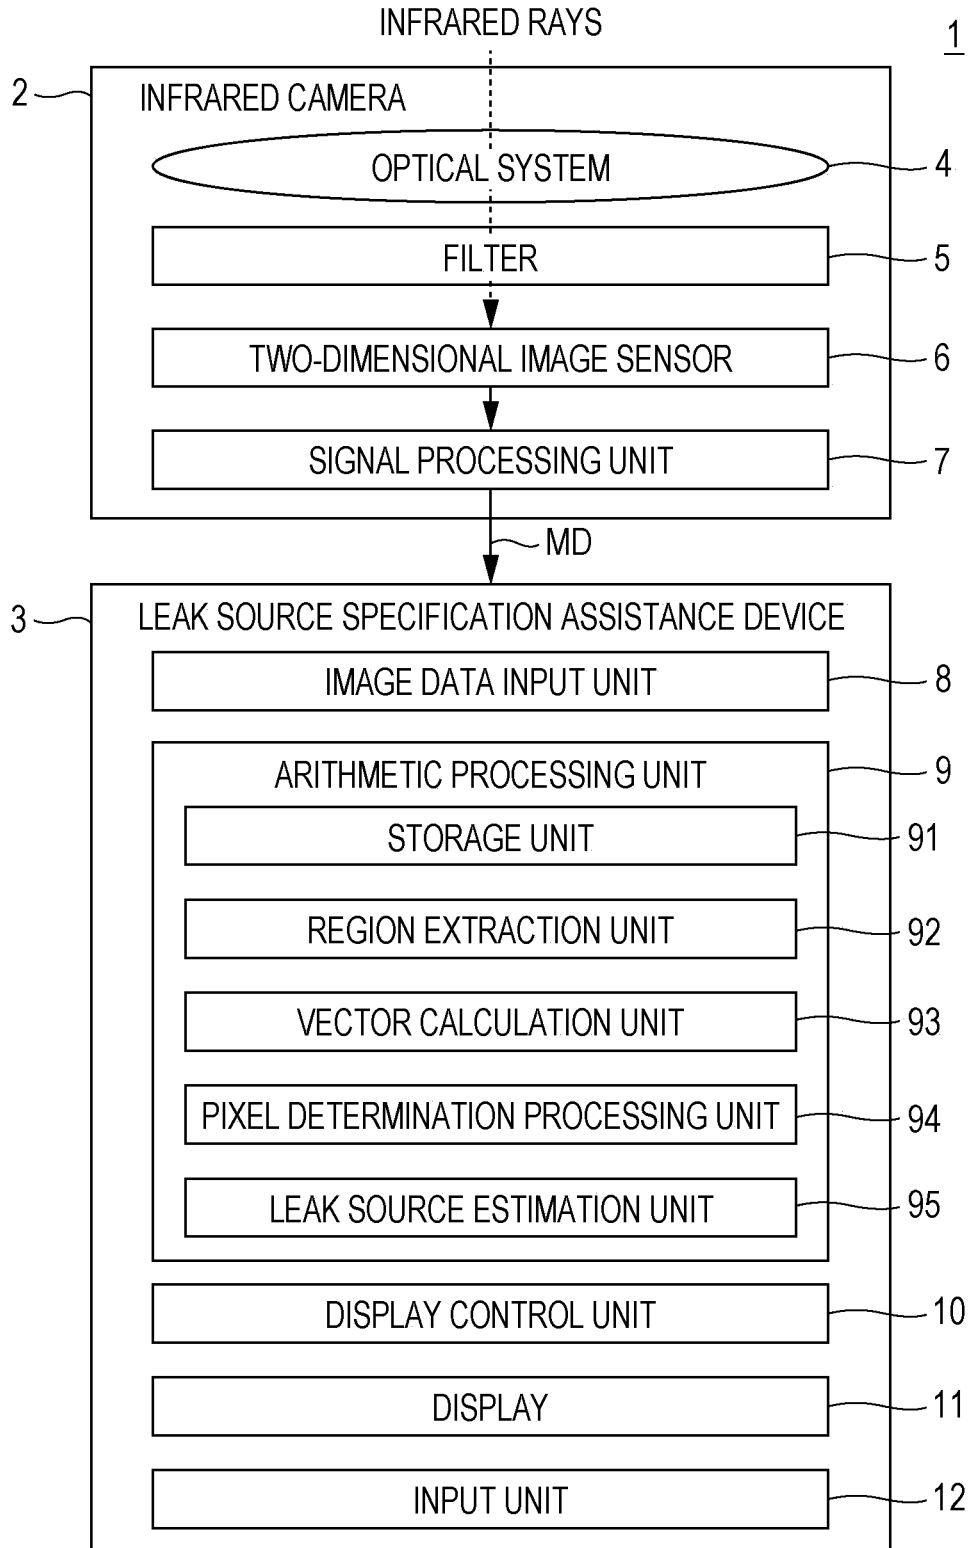 INFRARED RAYS
1
2
INFRARED CAMERA
OPTICAL SYSTEM
4
FILTER
5
TWO-DIMENSIONAL IMAGE SENSOR
6
SIGNAL PROCESSING UNIT
7
MD
3
LEAK SOURCE SPECIFICATION ASSISTANCE DEVICE
IMAGE DATA INPUT UNIT
8
ARITHMETIC PROCESSING UNIT
9
STORAGE UNIT
91
REGION EXTRACTION UNIT
92
VECTOR CALCULATION UNIT
93
PIXEL DETERMINATION PROCESSING UNIT
94
LEAK SOURCE ESTIMATION UNIT
95
DISPLAY CONTROL UNIT
10
DISPLAY
11
INPUT UNIT
12